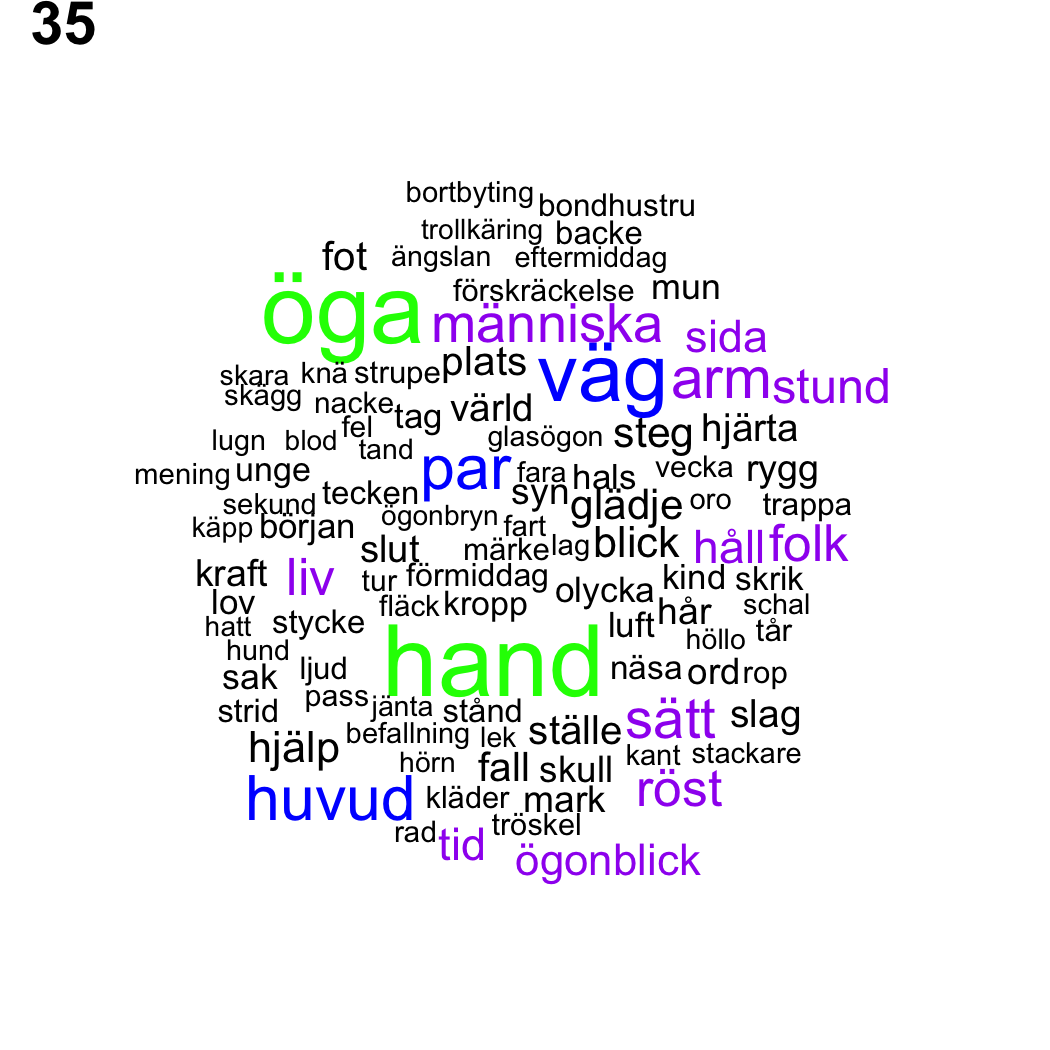 35
bortbyting bondhustru
trollkäring backe
fot ängslan eftermiddag
öga förskräckelse mun
människa sida
skara knä strupe plats väg arm stund
skägg nacke tag värld
lugn blod fel tand glasögon steg hjärta
mening unge par fara hals vecka rygg
sekund tecken syn glädje oro trappa
käpp början ögonbryn fart
slut märke lag blick håll folk
kraft liv tur förmiddag olycka kind skrik
lov fläck kropp hår schal
hatt stycke luft höllo tår
hund hand
sak ljud näsa ord rop
strid pass jänta stånd sätt slag
hjälp befallning lek ställe
hörn fall skull kant stackare
huvud kläder mark röst
rad tid tröskel
ögonblick